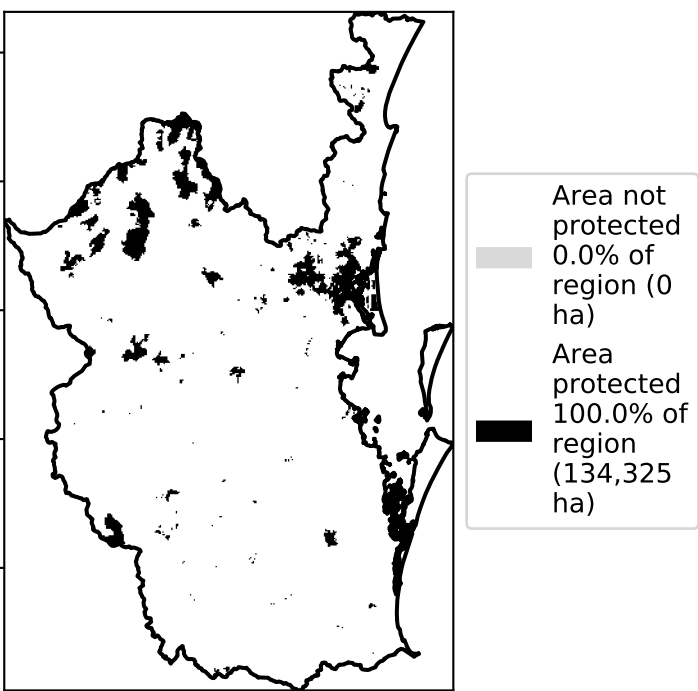 Area not
protected
0.0% of
region (0
ha)
Area
protected
100.0% of
region
(134,325
ha)